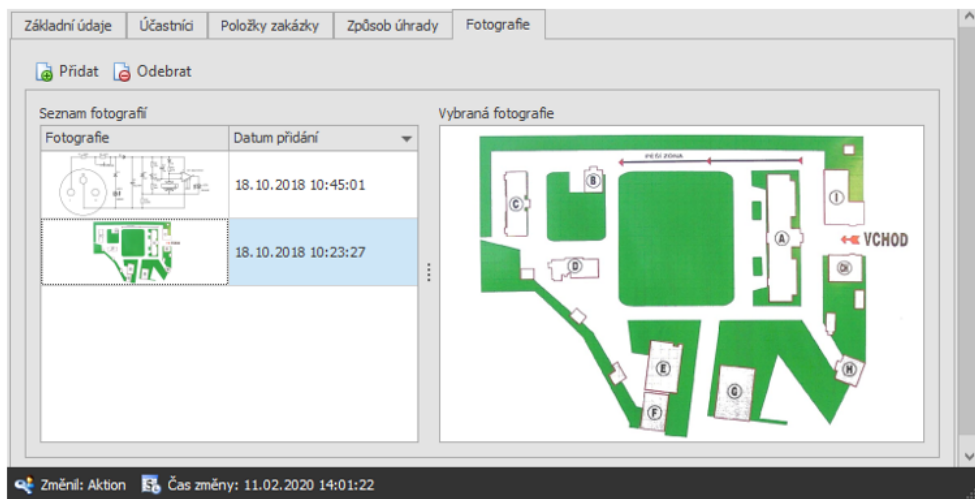 Základní údaje Účastníci Položky zakázky Způsob úhrady Fotografie
Přidat Odebrat
Seznam fotografií
Fotografie Datum přidání
18.10.2018 10:45:01
18.10.2018 10:23:27
Vybraná fotografie
PĚŠÍ ZÓNA
B
C
I
A
VCHOD
D
E
H
G
F
Změnil: Aktion Čas změny: 11.02.2020 14:01:22